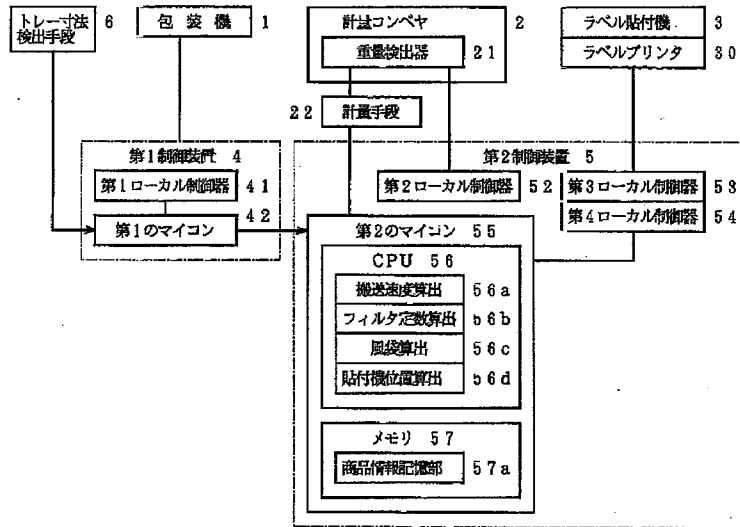 トレー寸法 6
検出手段
包装機 1
計量コンベヤ 2
重量検出器 21
ラベル貼付機 3
ラベルプリンタ 30
22 計量手段
第1制御装置 4
第1ローカル制御器 41
42
第1のマイコン
第2制御装置 5
第2ローカル制御器 52
第3ローカル制御器 53
第4ローカル制御器 54
第2のマイコン 55
CPU 56
搬送速度算出 56a
フィルタ定数算出 56b
風袋算出 56c
貼付機位置算出 56d
メモリ 57
商品情報記憶部 57a